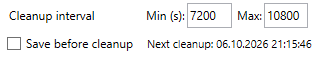 Cleanup interval Min (s): 7200 Max: 10800
Save before cleanup Next cleanup: 06.10.2026 21:15:46